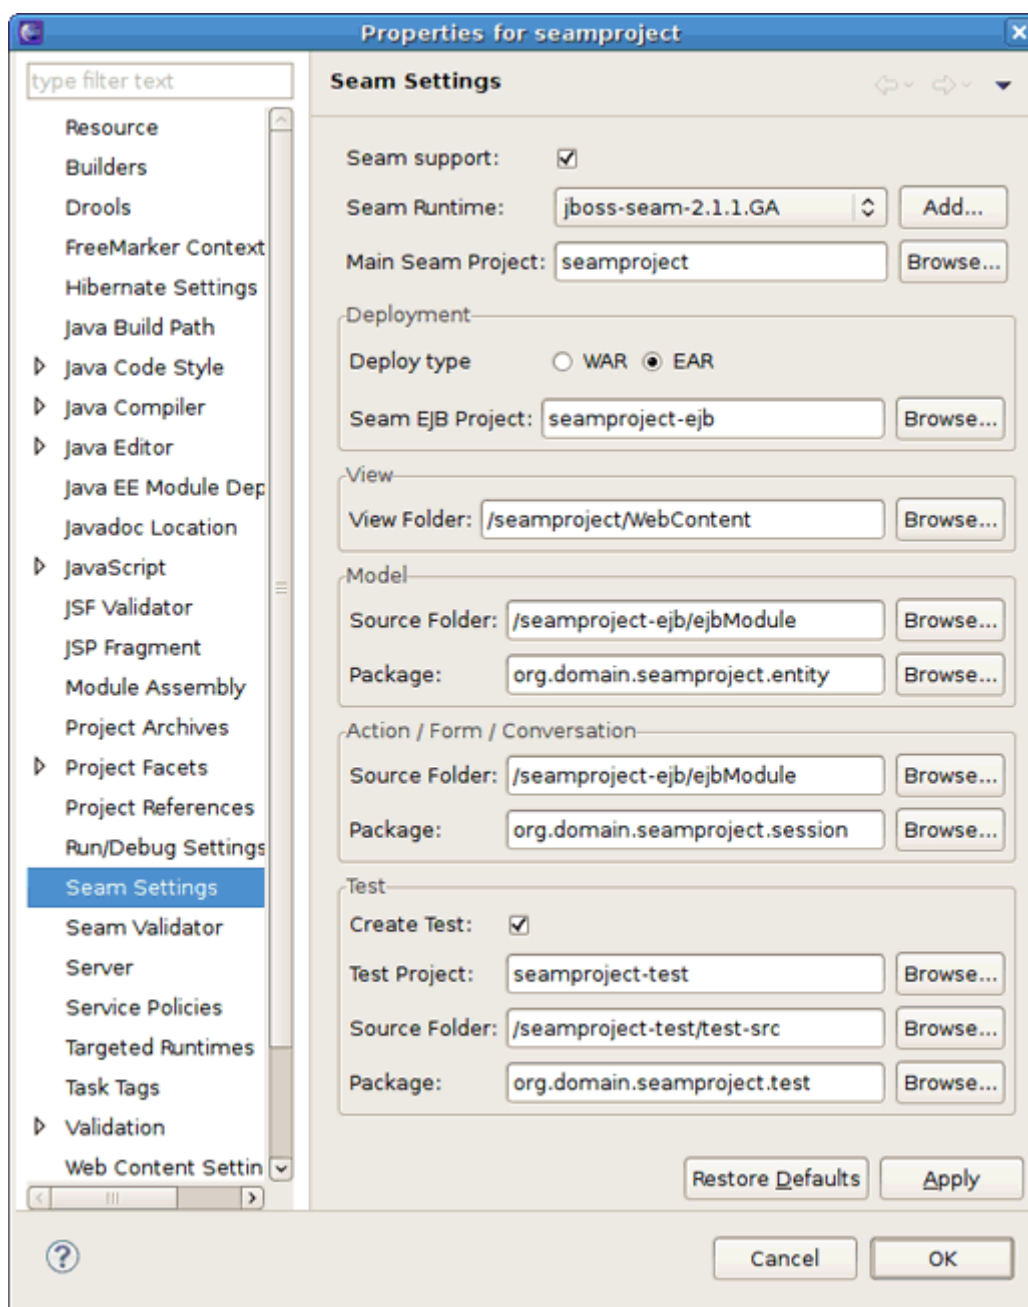 Properties for seamproject
type filter text
Resource
Builders
Drools
FreeMarker Context
Hibernate Settings
Java Build Path
Java Code Style
Java Compiler
Java Editor
Java EE Module Dep
Javadoc Location
JavaScript
JSF Validator
JSP Fragment
Module Assembly
Project Archives
Project Facets
Project References
Run/Debug Settings
Seam Settings
Seam Validator
Server
Service Policies
Targeted Runtimes
Task Tags
Validation
Web Content Settin
Seam Settings
Seam support:
Seam Runtime: jboss-seam-2.1.1.GA Add...
Main Seam Project: seamproject Browse...
Deployment
Deploy type WAR EAR
Seam EJB Project: seamproject-ejb Browse...
View
View Folder: /seamproject/WebContent Browse...
Model
Source Folder: /seamproject-ejb/ejbModule Browse...
Package: org.domain.seamproject.entity Browse...
Action / Form / Conversation
Source Folder: /seamproject-ejb/ejbModule Browse...
Package: org.domain.seamproject.session Browse...
Test
Create Test:
Test Project: seamproject-test Browse...
Source Folder: /seamproject-test/test-src Browse...
Package: org.domain.seamproject.test Browse...
Restore Defaults Apply
? Cancel OK